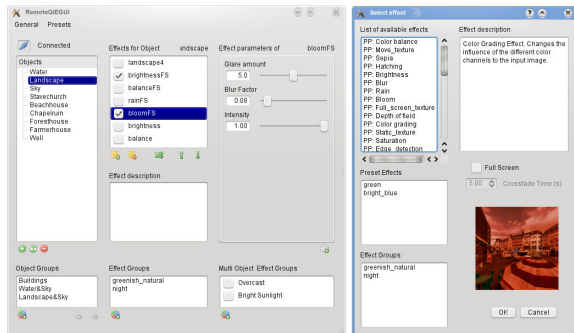 RemoteQIEGUI
General Presets
Connected
Objects
Water
Landscape
Sky
Stavechurch
Beachhouse
Chapelruin
Foresthouse
Farmerhouse
Well
Effects for Object
indscape
landscape4
brightnessFS
balanceFS
rainFS
bloomFS
brightness
balance
Effect description
Effect parameters of
bloomFS
Glare amount
5.0
Blur Factor
0.08
Intensity
1.00
Object Groups
Buildings
Water&Sky
Landscape&Sky
Effect Groups
greenish_natural
night
Multi Object Effect Groups
Overcast
Bright Sunlight
Select effect
List of available effects
PP: Color balance
PP: Move_texture
PP: Sepia
PP: Hatching
PP: Brightness
PP: Blur
PP: Rain
PP: Bloom
PP: Full_screen_texture
PP: Depth of field
PP: Color grading
PP: Static_texture
PP: Saturation
PP: Edge_detection
Effect description
Color Grading Effect. Changes the
influence of the different color
channels to the input image.
Preset Effects
green
bright_blue
Full Screen
5.00 Crossfade Time (s)
Effect Groups
greenish_natural
night
OK
Cancel